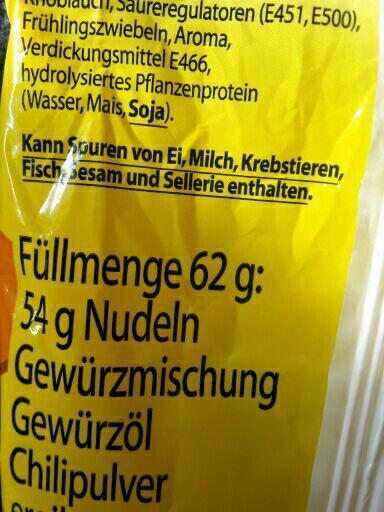 Knoblauch, Säureregulatoren (E451, E500),
Frühlingszwiebeln, Aroma,
Verdickungsmittel E466,
hydrolysiertes Pflanzenprotein
(Wasser, Mais, Soja).
Kann Spuren von Ei, Milch, Krebstieren,
Fisch, Sesam und Sellerie enthalten.
Füllmenge 62 g:
54 g Nudeln
Gewürzmischung
Gewürzöl
Chilipulver